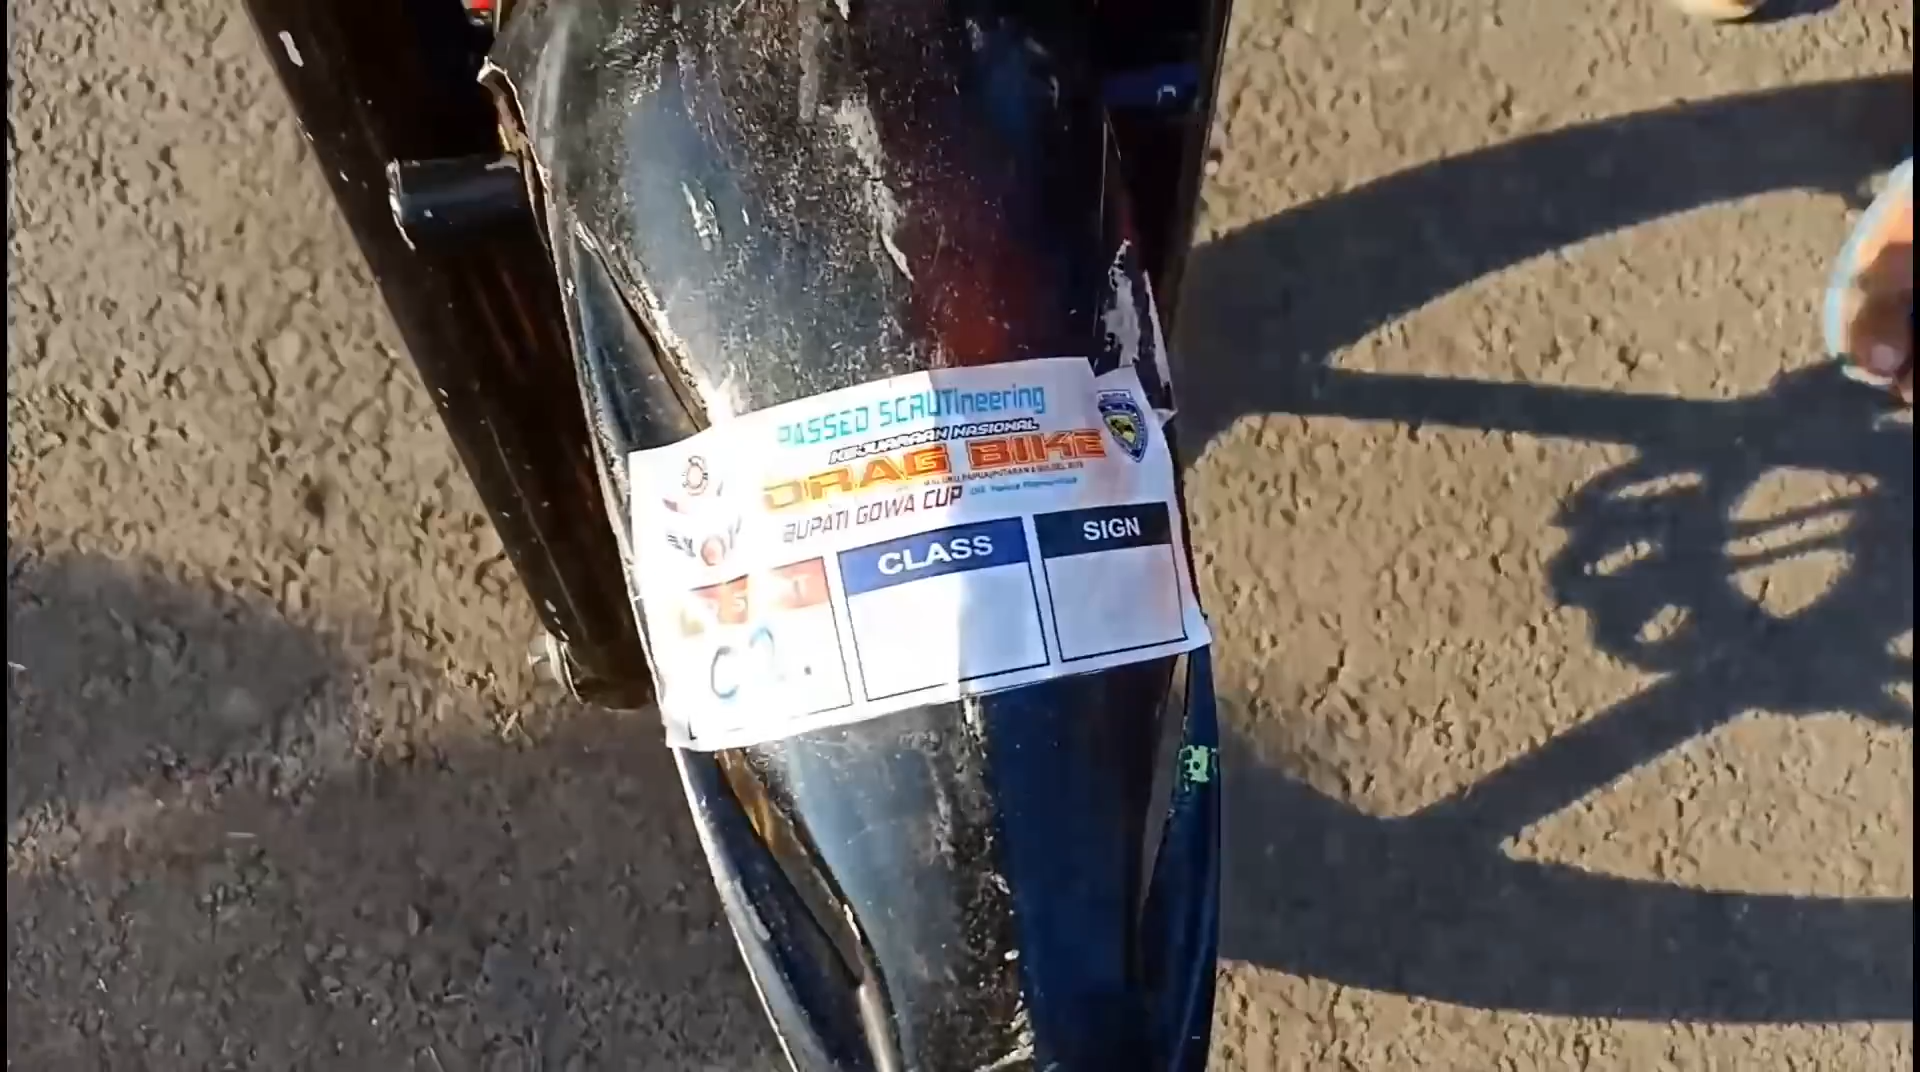 PASSED SCRUTIneering
KEJUARAAN NASIONAL
DRAG BIKE
BUPATI GOWA CUP
CLASS
SIGN